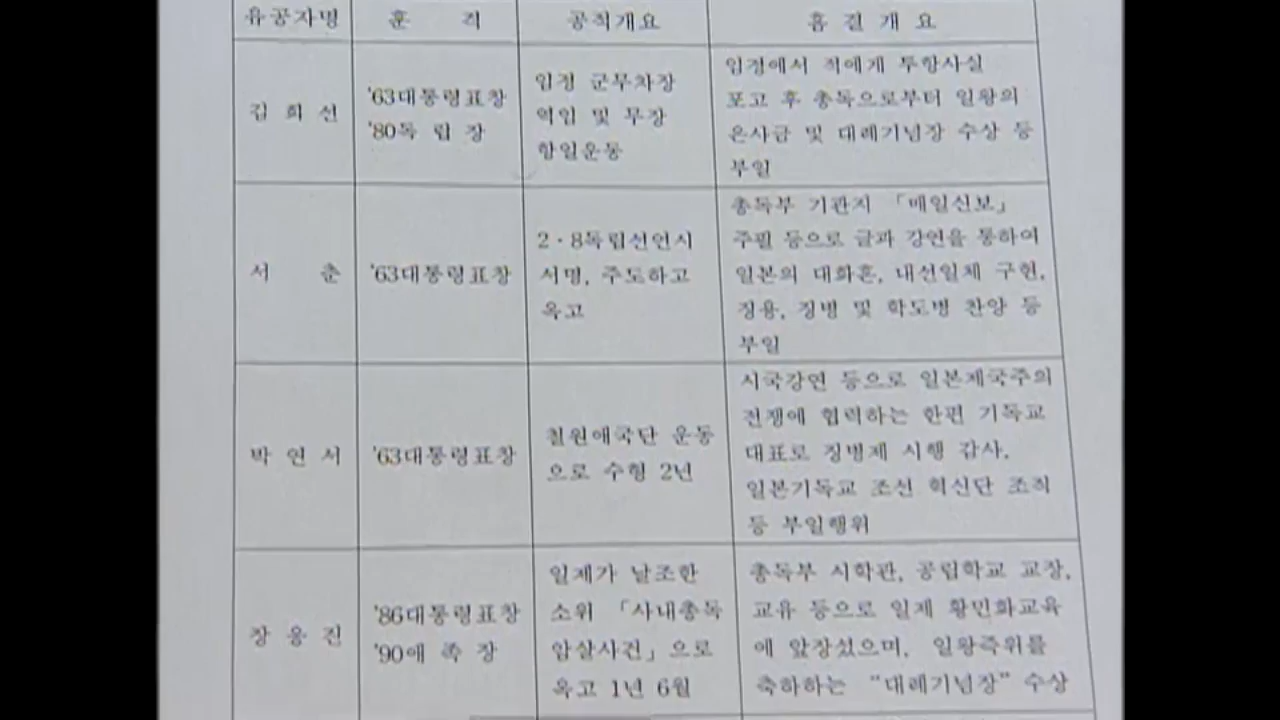 유공자명 훈 격 공적개요 흠 결 개 요
김 희 선
'63대통령표창
'80독 립 장
임정 군무차장
역임 및 무장
항일운동
임정에서 적에게 투항사실
포고 후 총독으로부터 일왕의
은사금 및 대례기념장 수상 등
부일
서 춘
'63대통령표창
2·8독립선언시
서명, 주도하고
옥고
총독부 기관지 「매일신보」
주필 등으로 글과 강연을 통하여
일본의 대화혼, 내선일체 구현,
징용, 징병 및 학도병 찬양 등
부일
박 연 서
'63대통령표창
칠원애국단 운동
으로 수형 2년
시국강연 등으로 일본제국주의
전쟁에 협력하는 한편 기독교
대표로 징병제 시행 감사,
일본기독교 조선 혁신단 조직
등 부일행위
장 응 진
'86대통령표창
'90애 족 장
일제가 날조한
소위 「사내총독
암살사건」으로
옥고 1년 6월
총독부 시학관, 공립학교 교장,
교유 등으로 일제 황민화교육
에 앞장섰으며, 일왕즉위를
축하하는 "대례기념장" 수상